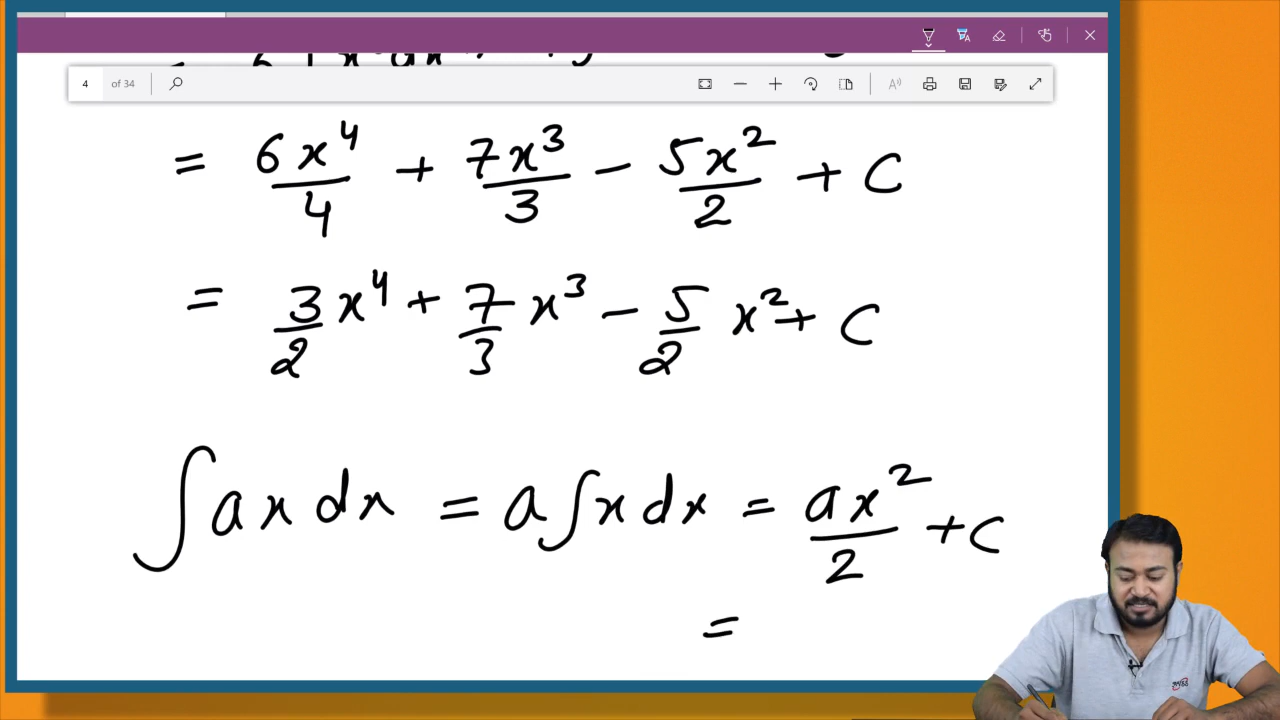 4 of 34
= 6x⁴/4 + 7x³/3 − 5x²/2 + C
= 3/2 x⁴ + 7/3 x³ − 5/2 x² + C
∫ax dx = a∫x dx = ax²/2 + C
=